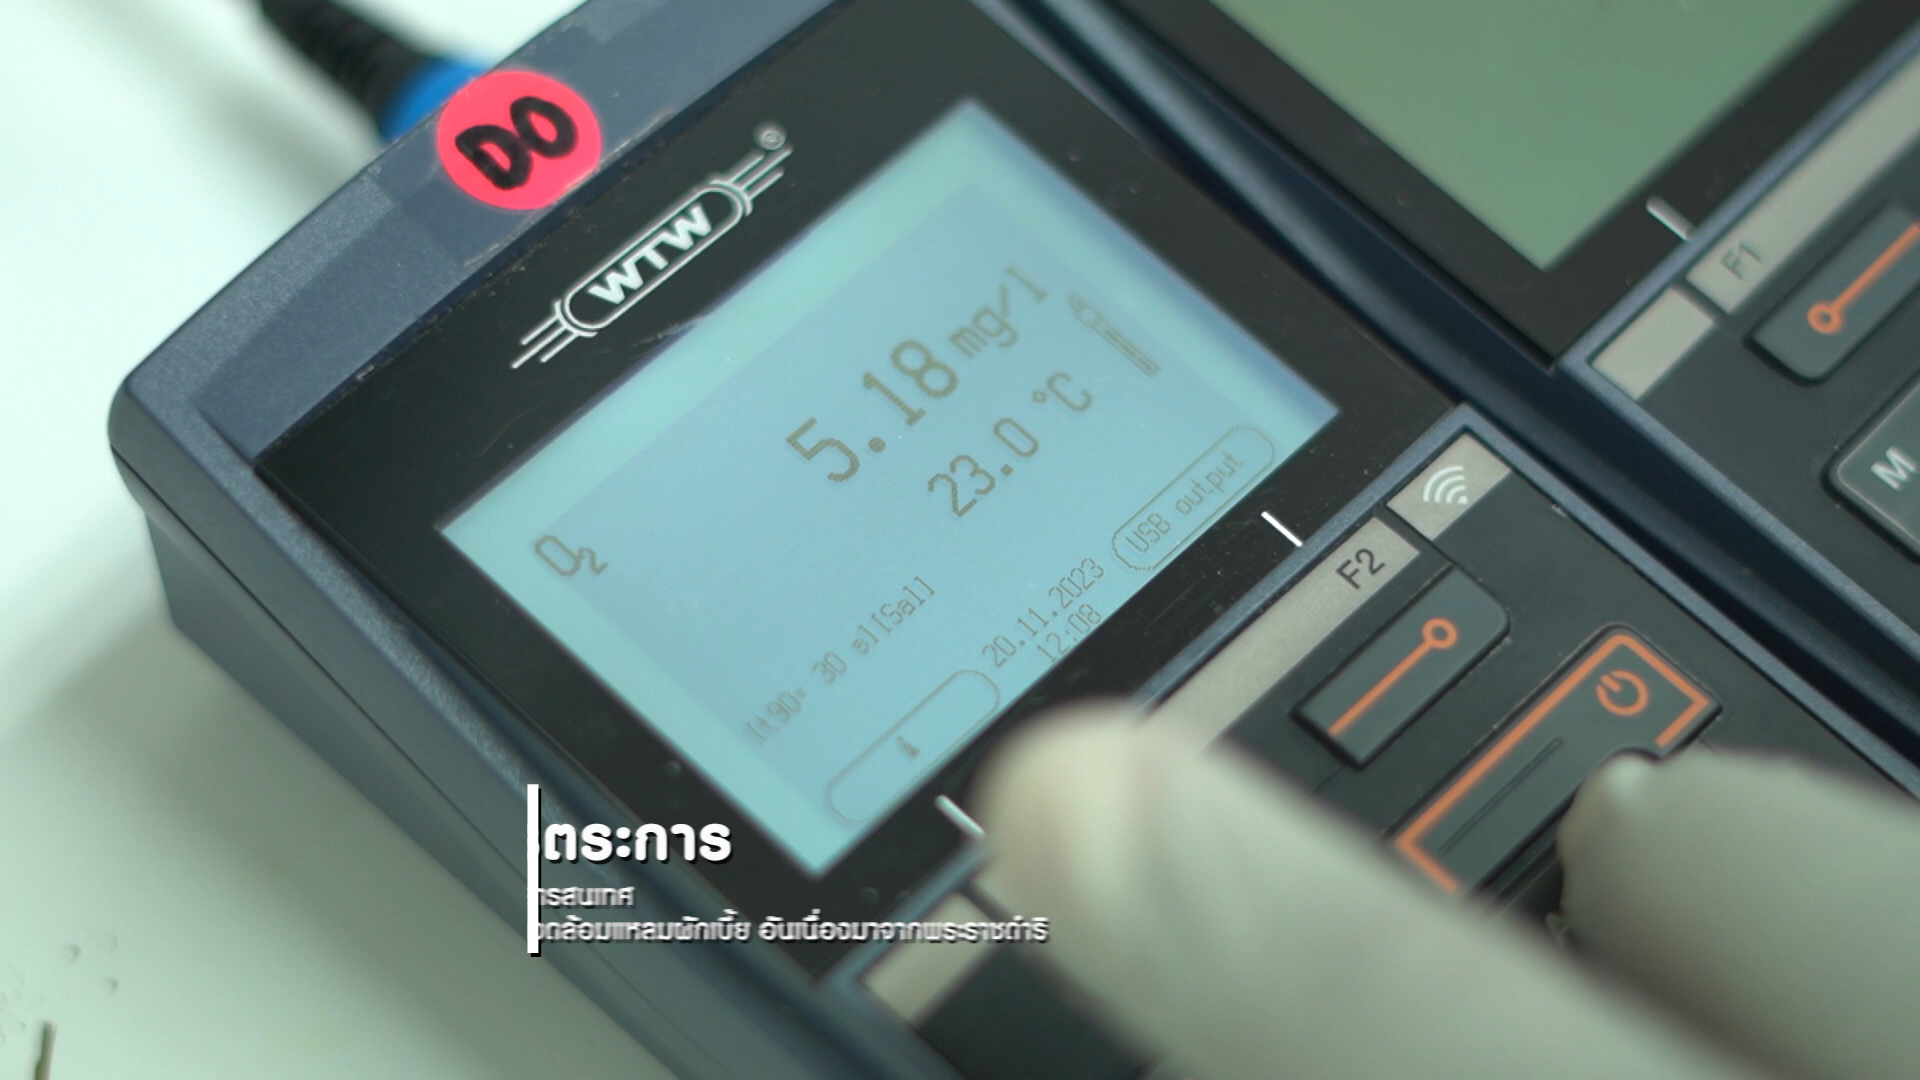 DO
WTW®
5.18 mg/l
23.0 °C
O₂
[t90= 30 s][Sal]
20.11.2023
12:08
USB output
i
F1
F2
M
ตระการ
ารสนเทศ
ดล้อมแหลมผักเบี้ย อันเนื่องมาจากพระราชดำริ